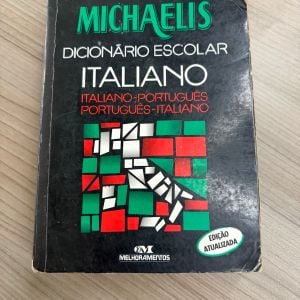 MICHAELIS
DICIONÁRIO ESCOLAR
ITALIANO
ITALIANO-PORTUGUÊS
PORTUGUÊS-ITALIANO
EDIÇÃO
ATUALIZADA
MELHORAMENTOS